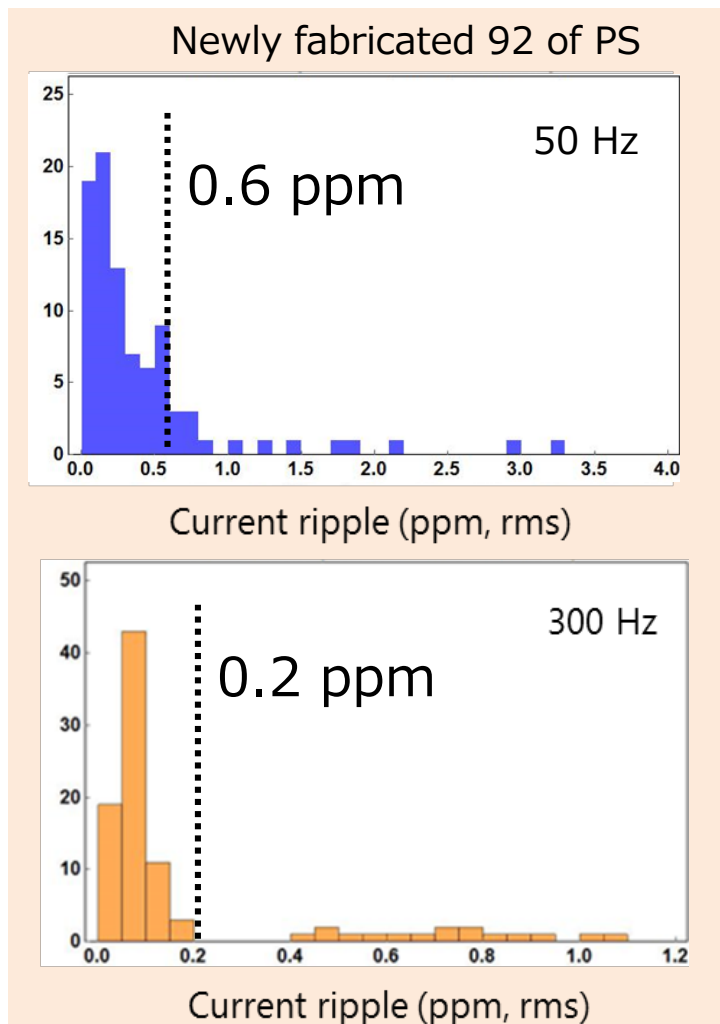 Newly fabricated 92 of PS
25
50 Hz
20
0.6 ppm
15
10
5
0
0.0 0.5 1.0 1.5 2.0 2.5 3.0 3.5 4.0
Current ripple (ppm, rms)
50
300 Hz
40
0.2 ppm
30
20
10
0
0.0 0.2 0.4 0.6 0.8 1.0 1.2
Current ripple (ppm, rms)